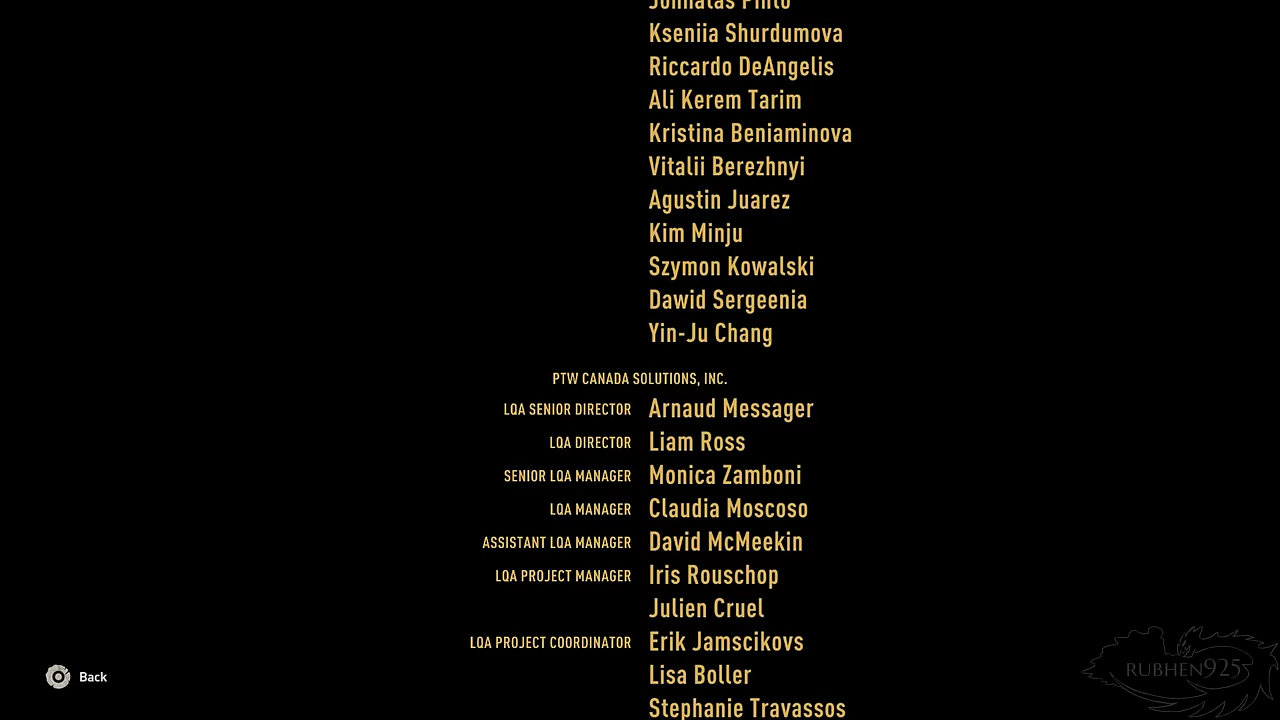 Johnatas Pinto
Kseniia Shurdumova
Riccardo DeAngelis
Ali Kerem Tarim
Kristina Beniaminova
Vitalii Berezhnyi
Agustin Juarez
Kim Minju
Szymon Kowalski
Dawid Sergeenia
Yin-Ju Chang
PTW CANADA SOLUTIONS, INC.
LQA SENIOR DIRECTOR Arnaud Messager
LQA DIRECTOR Liam Ross
SENIOR LQA MANAGER Monica Zamboni
LQA MANAGER Claudia Moscoso
ASSISTANT LQA MANAGER David McMeekin
LQA PROJECT MANAGER Iris Rouschop
Julien Cruel
LQA PROJECT COORDINATOR Erik Jamscikovs
Lisa Boller
Stephanie Travassos
Back
RUBHEN925